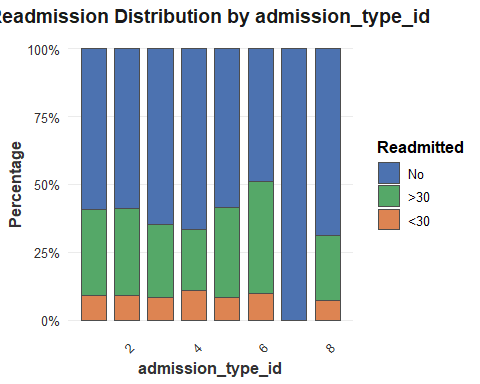 Readmission Distribution by admission_type_id
100%
75%
50%
25%
0%
Percentage
2
4
6
8
admission_type_id
Readmitted
No
>30
<30